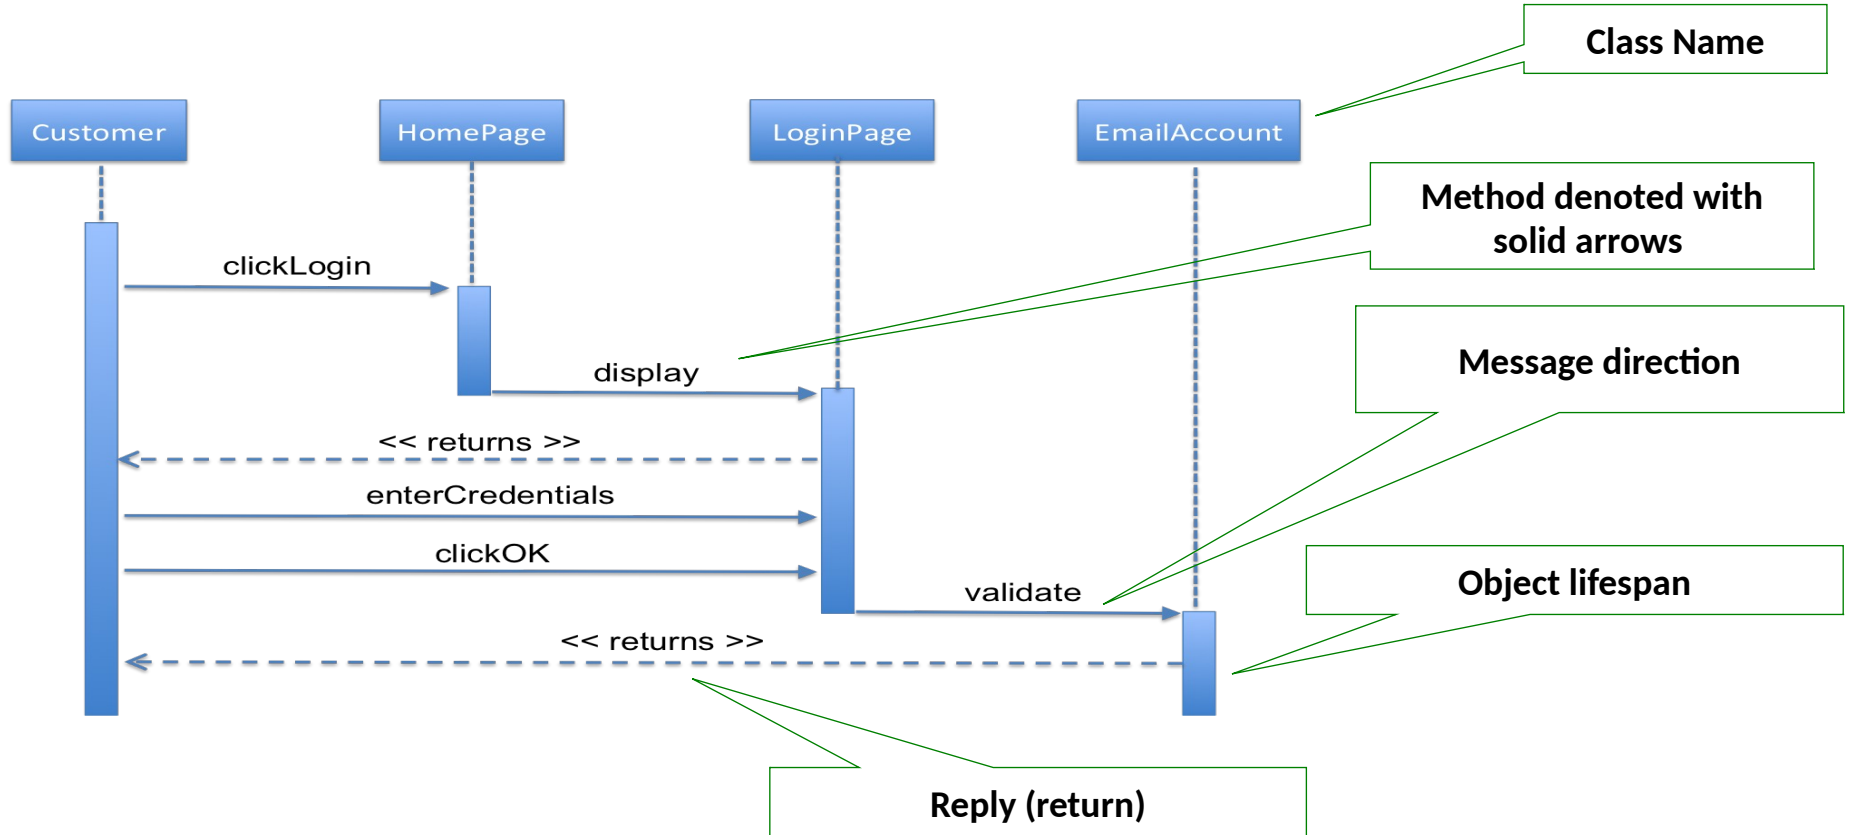 Class Name
Customer
HomePage
LoginPage
EmailAccount
Method denoted with
solid arrows
clickLogin
Message direction
display
<< returns >>
enterCredentials
clickOK
validate
Object lifespan
<< returns >>
Reply (return)